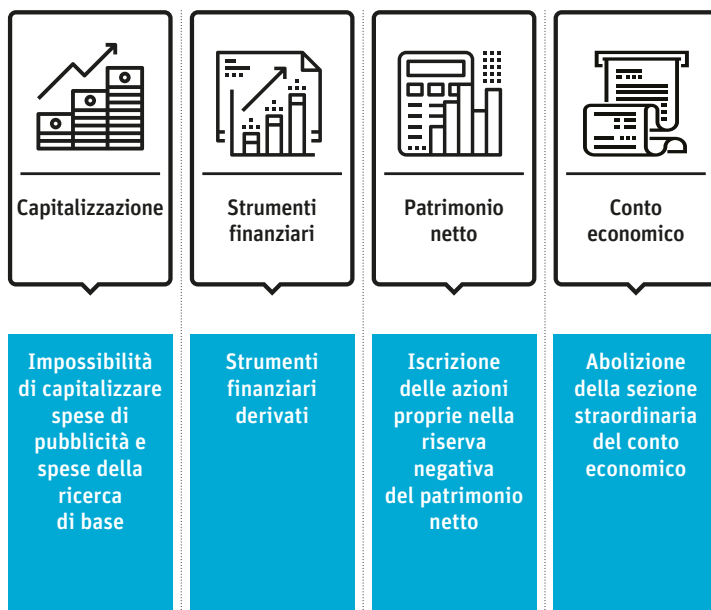 Capitalizzazione
Strumenti
finanziari
Patrimonio
netto
Conto
economico
Impossibilità
di capitalizzare
spese di
pubblicità e
spese della
ricerca
di base
Strumenti
finanziari
derivati
Iscrizione
delle azioni
proprie nella
riserva
negativa
del patrimonio
netto
Abolizione
della sezione
straordinaria
del conto
economico